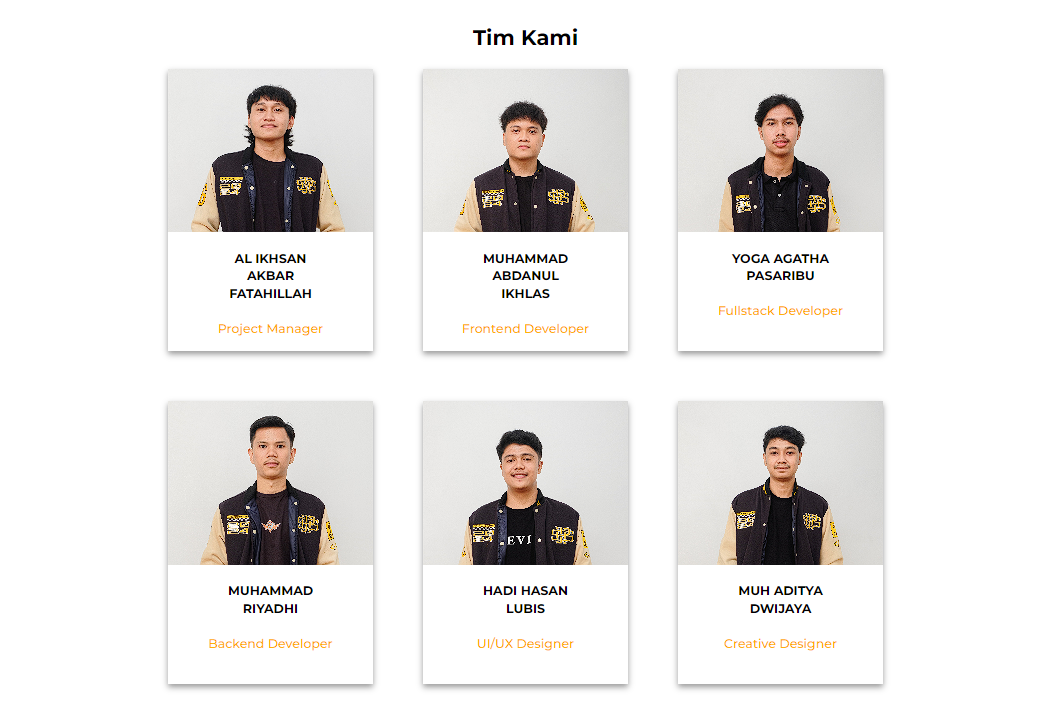 Tim Kami
AL IKHSAN
AKBAR
FATAHILLAH
Project Manager
MUHAMMAD
ABDANUL
IKHLAS
Frontend Developer
YOGA AGATHA
PASARIBU
Fullstack Developer
MUHAMMAD
RIYADHI
Backend Developer
EVI
HADI HASAN
LUBIS
UI/UX Designer
MUH ADITYA
DWIJAYA
Creative Designer